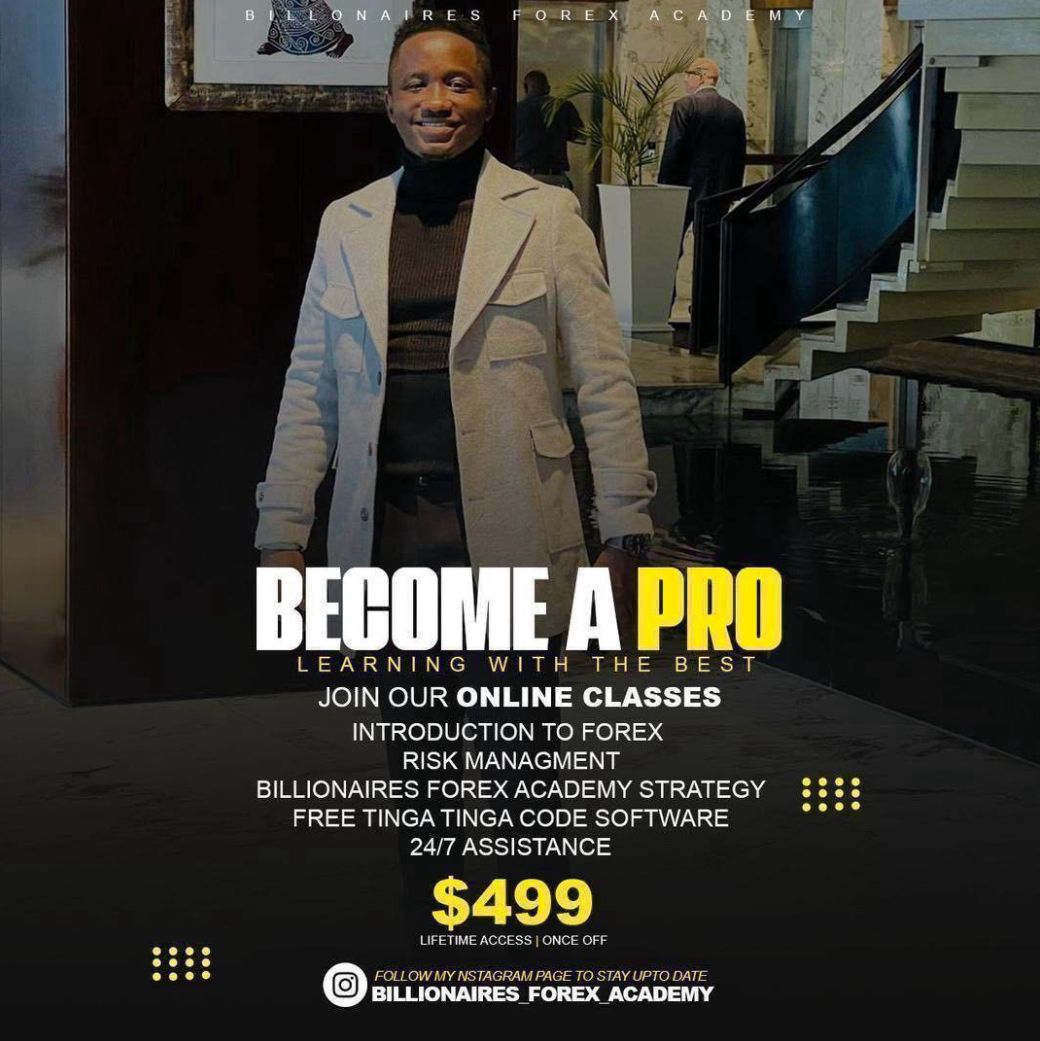 BILLONAIRES FOREX ACADEMY
BECOME A PRO
LEARNING WITH THE BEST
JOIN OUR ONLINE CLASSES
INTRODUCTION TO FOREX
RISK MANAGMENT
BILLIONAIRES FOREX ACADEMY STRATEGY
FREE TINGA TINGA CODE SOFTWARE
24/7 ASSISTANCE
$499
LIFETIME ACCESS | ONCE OFF
FOLLOW MY NSTAGRAM PAGE TO STAY UPTO DATE
BILLIONAIRES_FOREX_ACADEMY